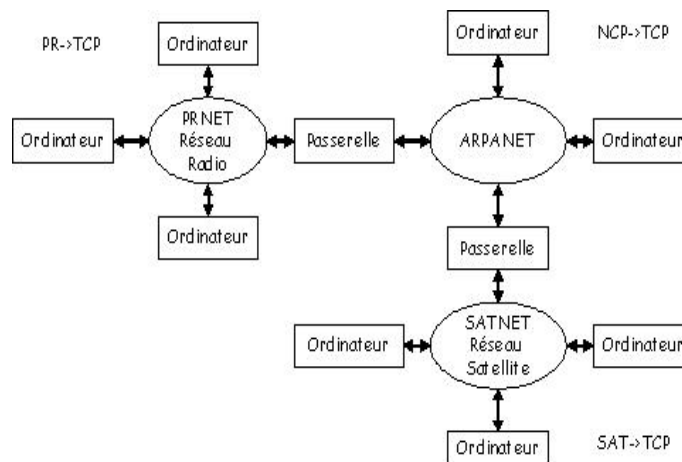 PR->TCP
Ordinateur
Ordinateur
NCP->TCP
Ordinateur
PRNET
Réseau
Radio
Passerelle
ARPANET
Ordinateur
Ordinateur
Passerelle
Ordinateur
SATNET
Réseau
Satellite
Ordinateur
Ordinateur
SAT->TCP